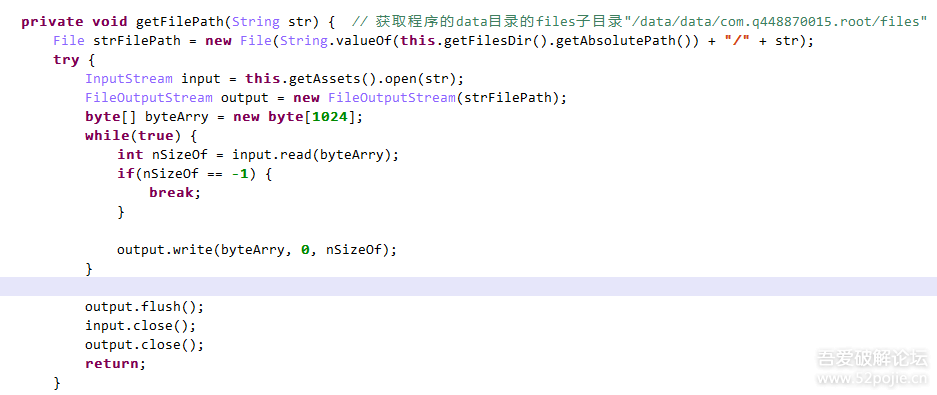 private void getFilePath(String str) {  // 获取程序的data目录的files子目录"/data/data/com.q448870015.root/files"
    File strFilePath = new File(String.valueOf(this.getFilesDir().getAbsolutePath()) + "/" + str);
    try {
        InputStream input = this.getAssets().open(str);
        FileOutputStream output = new FileOutputStream(strFilePath);
        byte[] byteArry = new byte[1024];
        while(true) {
            int nSizeOf = input.read(byteArry);
            if(nSizeOf == -1) {
                break;
            }
            output.write(byteArry, 0, nSizeOf);
        }
        output.flush();
        input.close();
        output.close();
        return;
    }
吾爱破解论坛
www.52pojie.cn